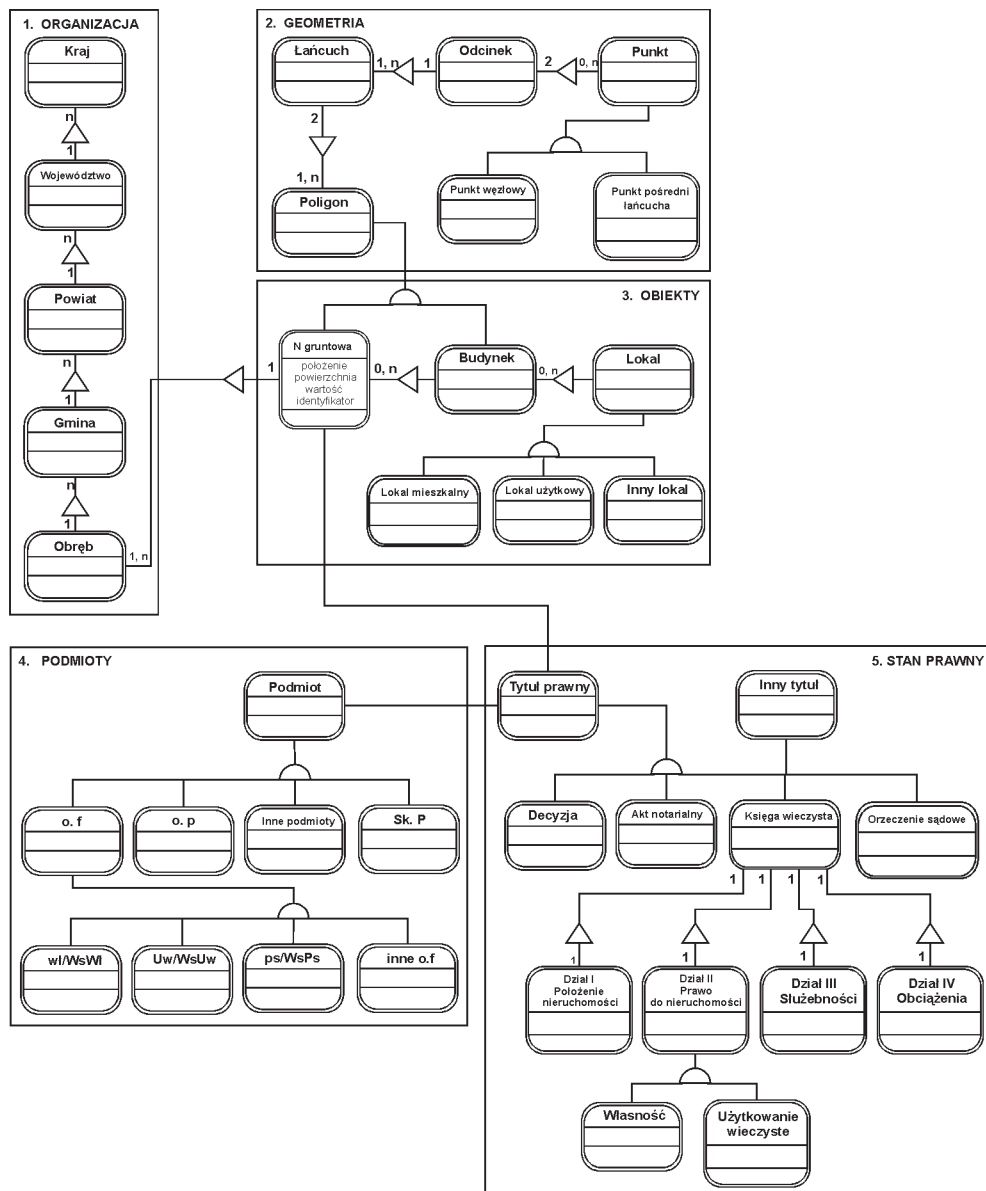 1. ORGANIZACJA
Kraj
n
1
Województwo
n
1
Powiat
n
1
Gmina
n
1
Obręb
1, n
2. GEOMETRIA
Łańcuch
1, n
1
Odcinek
2
0, n
Punkt
2
1, n
Poligon
Punkt węzłowy
Punkt pośredni
łańcucha
3. OBIEKTY
1
N gruntowa
położenie
powierzchnia
wartość
identyfikator
0, n
Budynek
0, n
Lokal
Lokal mieszkalny
Lokal użytkowy
Inny lokal
4. PODMIOTY
Podmiot
o. f
o. p
Inne podmioty
Sk. P
wł/WsWł
Uw/WsUw
ps/WsPs
inne o.f
5. STAN PRAWNY
Tytuł prawny
Inny tytuł
Decyzja
Akt notarialny
Księga wieczysta
Orzeczenie sądowe
1
1
1
1
1
1
1
1
Dział I
Położenie
nieruchomości
Dział II
Prawo
do nieruchomości
Dział III
Służebności
Dział IV
Obciążenia
Własność
Użytkowanie
wieczyste